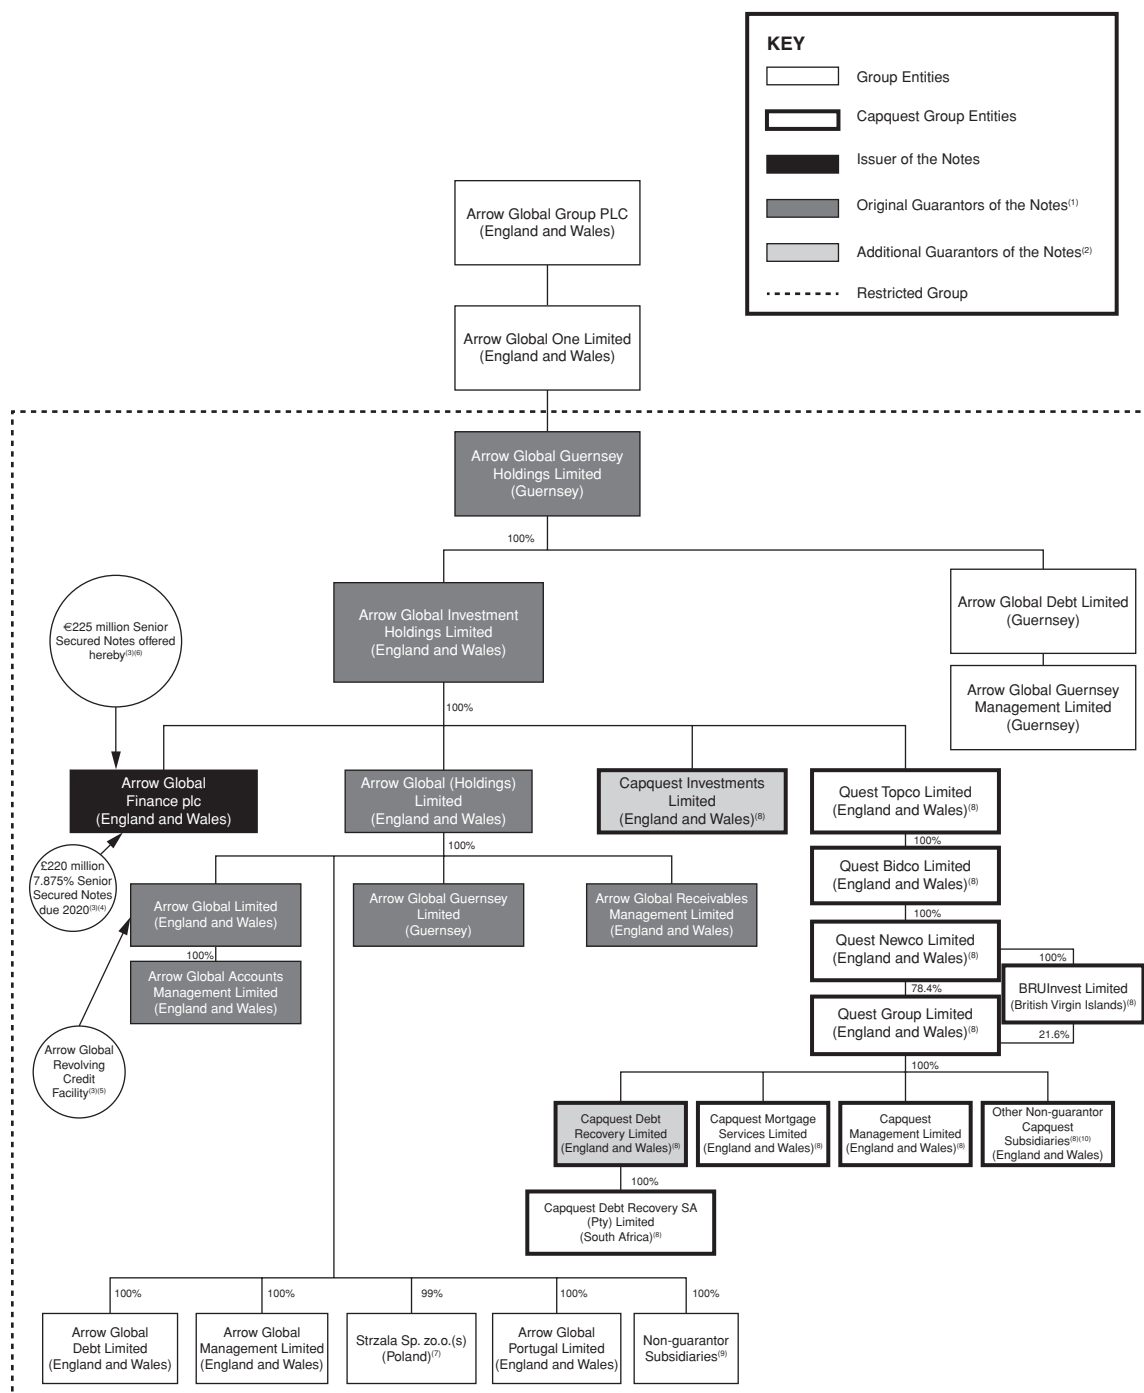 KEY
Group Entities
Capquest Group Entities
Issuer of the Notes
Original Guarantors of the Notes(1)
Additional Guarantors of the Notes(2)
Restricted Group
Arrow Global Group PLC
(England and Wales)
Arrow Global One Limited
(England and Wales)
Arrow Global Guernsey
Holdings Limited
(Guernsey)
100%
Arrow Global Investment
Holdings Limited
(England and Wales)
Arrow Global Debt Limited
(Guernsey)
Arrow Global Guernsey
Management Limited
(Guernsey)
€225 million Senior
Secured Notes offered
hereby(3)(6)
100%
Arrow Global
Finance plc
(England and Wales)
Arrow Global (Holdings)
Limited
(England and Wales)
Capquest Investments
Limited
(England and Wales)(8)
Quest Topco Limited
(England and Wales)(8)
100%
£220 million
7.875% Senior
Secured Notes
due 2020(3)(4)
100%
Quest Bidco Limited
(England and Wales)(8)
100%
Arrow Global Limited
(England and Wales)
Arrow Global Guernsey
Limited
(Guernsey)
Arrow Global Receivables
Management Limited
(England and Wales)
Quest Newco Limited
(England and Wales)(8)
100%
100%
Arrow Global Accounts
Management Limited
(England and Wales)
78.4%
BRUInvest Limited
(British Virgin Islands)(8)
Quest Group Limited
(England and Wales)(8)
21.6%
Arrow Global
Revolving
Credit
Facility(3)(5)
100%
Capquest Debt
Recovery Limited
(England and Wales)(8)
Capquest Mortgage
Services Limited
(England and Wales)(8)
Capquest
Management Limited
(England and Wales)(8)
Other Non-guarantor
Capquest
Subsidiaries(8)(10)
(England and Wales)
100%
Capquest Debt Recovery SA
(Pty) Limited
(South Africa)(8)
100%
100%
99%
100%
100%
Arrow Global
Debt Limited
(England and Wales)
Arrow Global
Management Limited
(England and Wales)
Strzala Sp. zo.o.(s)
(Poland)(7)
Arrow Global
Portugal Limited
(England and Wales)
Non-guarantor
Subsidiaries(9)